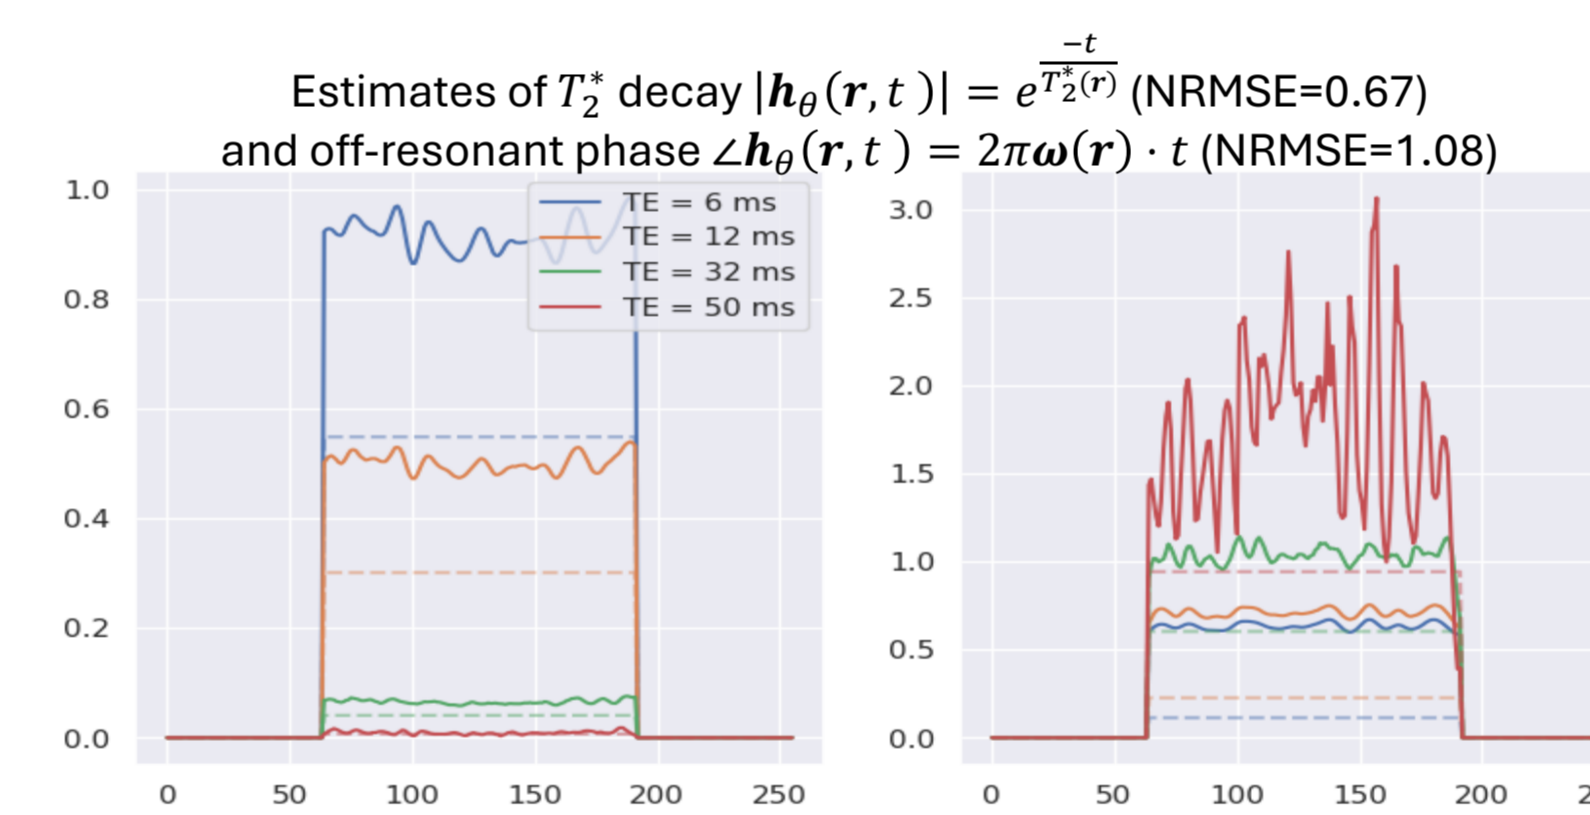 Estimates of T₂* decay |𝒉_θ(𝒓, t )| = e^(−t / T₂*(𝒓)) (NRMSE=0.67)
and off-resonant phase ∠𝒉_θ(𝒓, t ) = 2π𝝎(𝒓) · t (NRMSE=1.08)
1.0
0.8
0.6
0.4
0.2
0.0
TE = 6 ms
TE = 12 ms
TE = 32 ms
TE = 50 ms
0 50 100 150 200 250
3.0
2.5
2.0
1.5
1.0
0.5
0.0
0 50 100 150 200